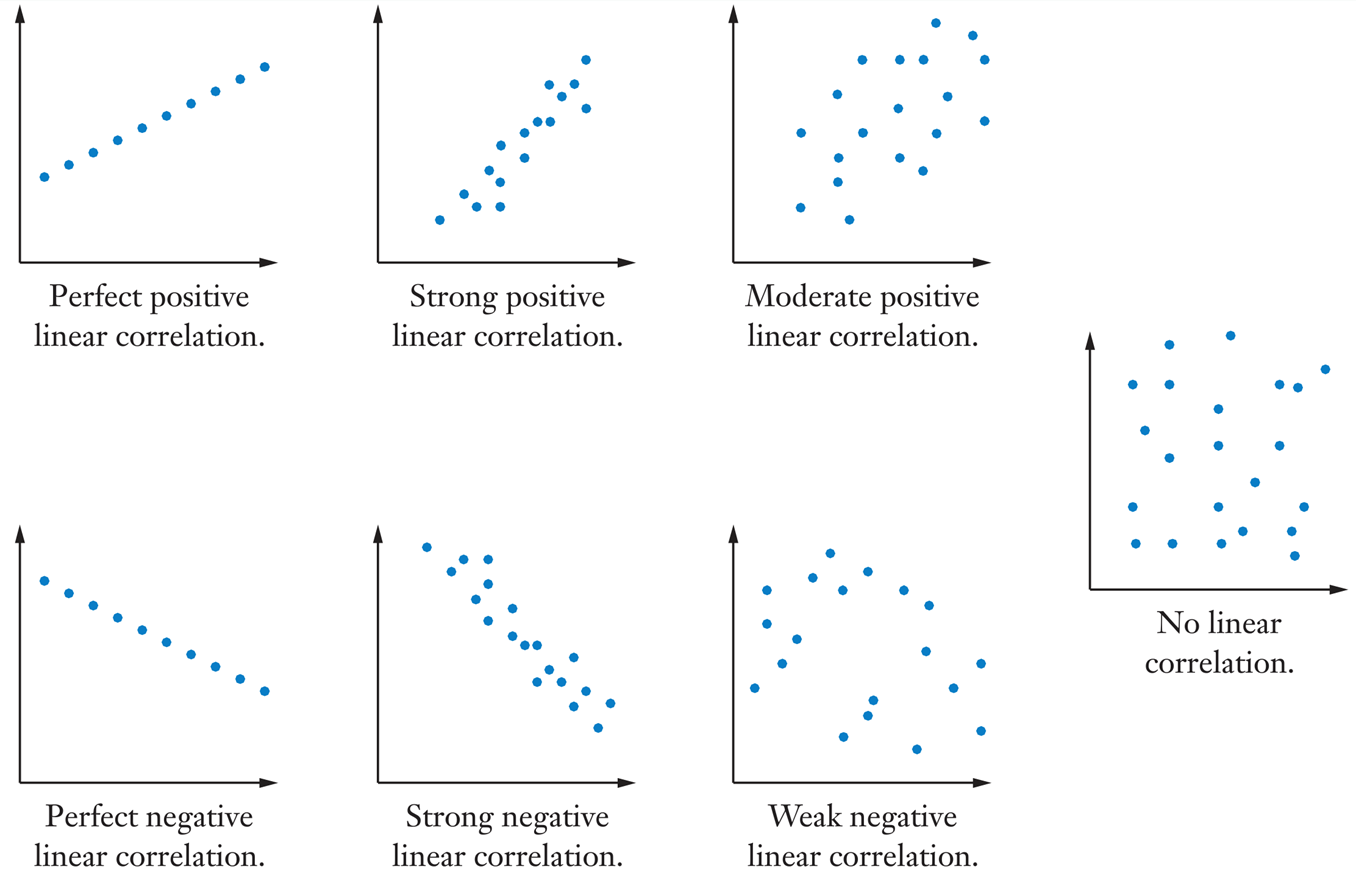 Perfect positive
linear correlation.
Strong positive
linear correlation.
Moderate positive
linear correlation.
No linear
correlation.
Perfect negative
linear correlation.
Strong negative
linear correlation.
Weak negative
linear correlation.